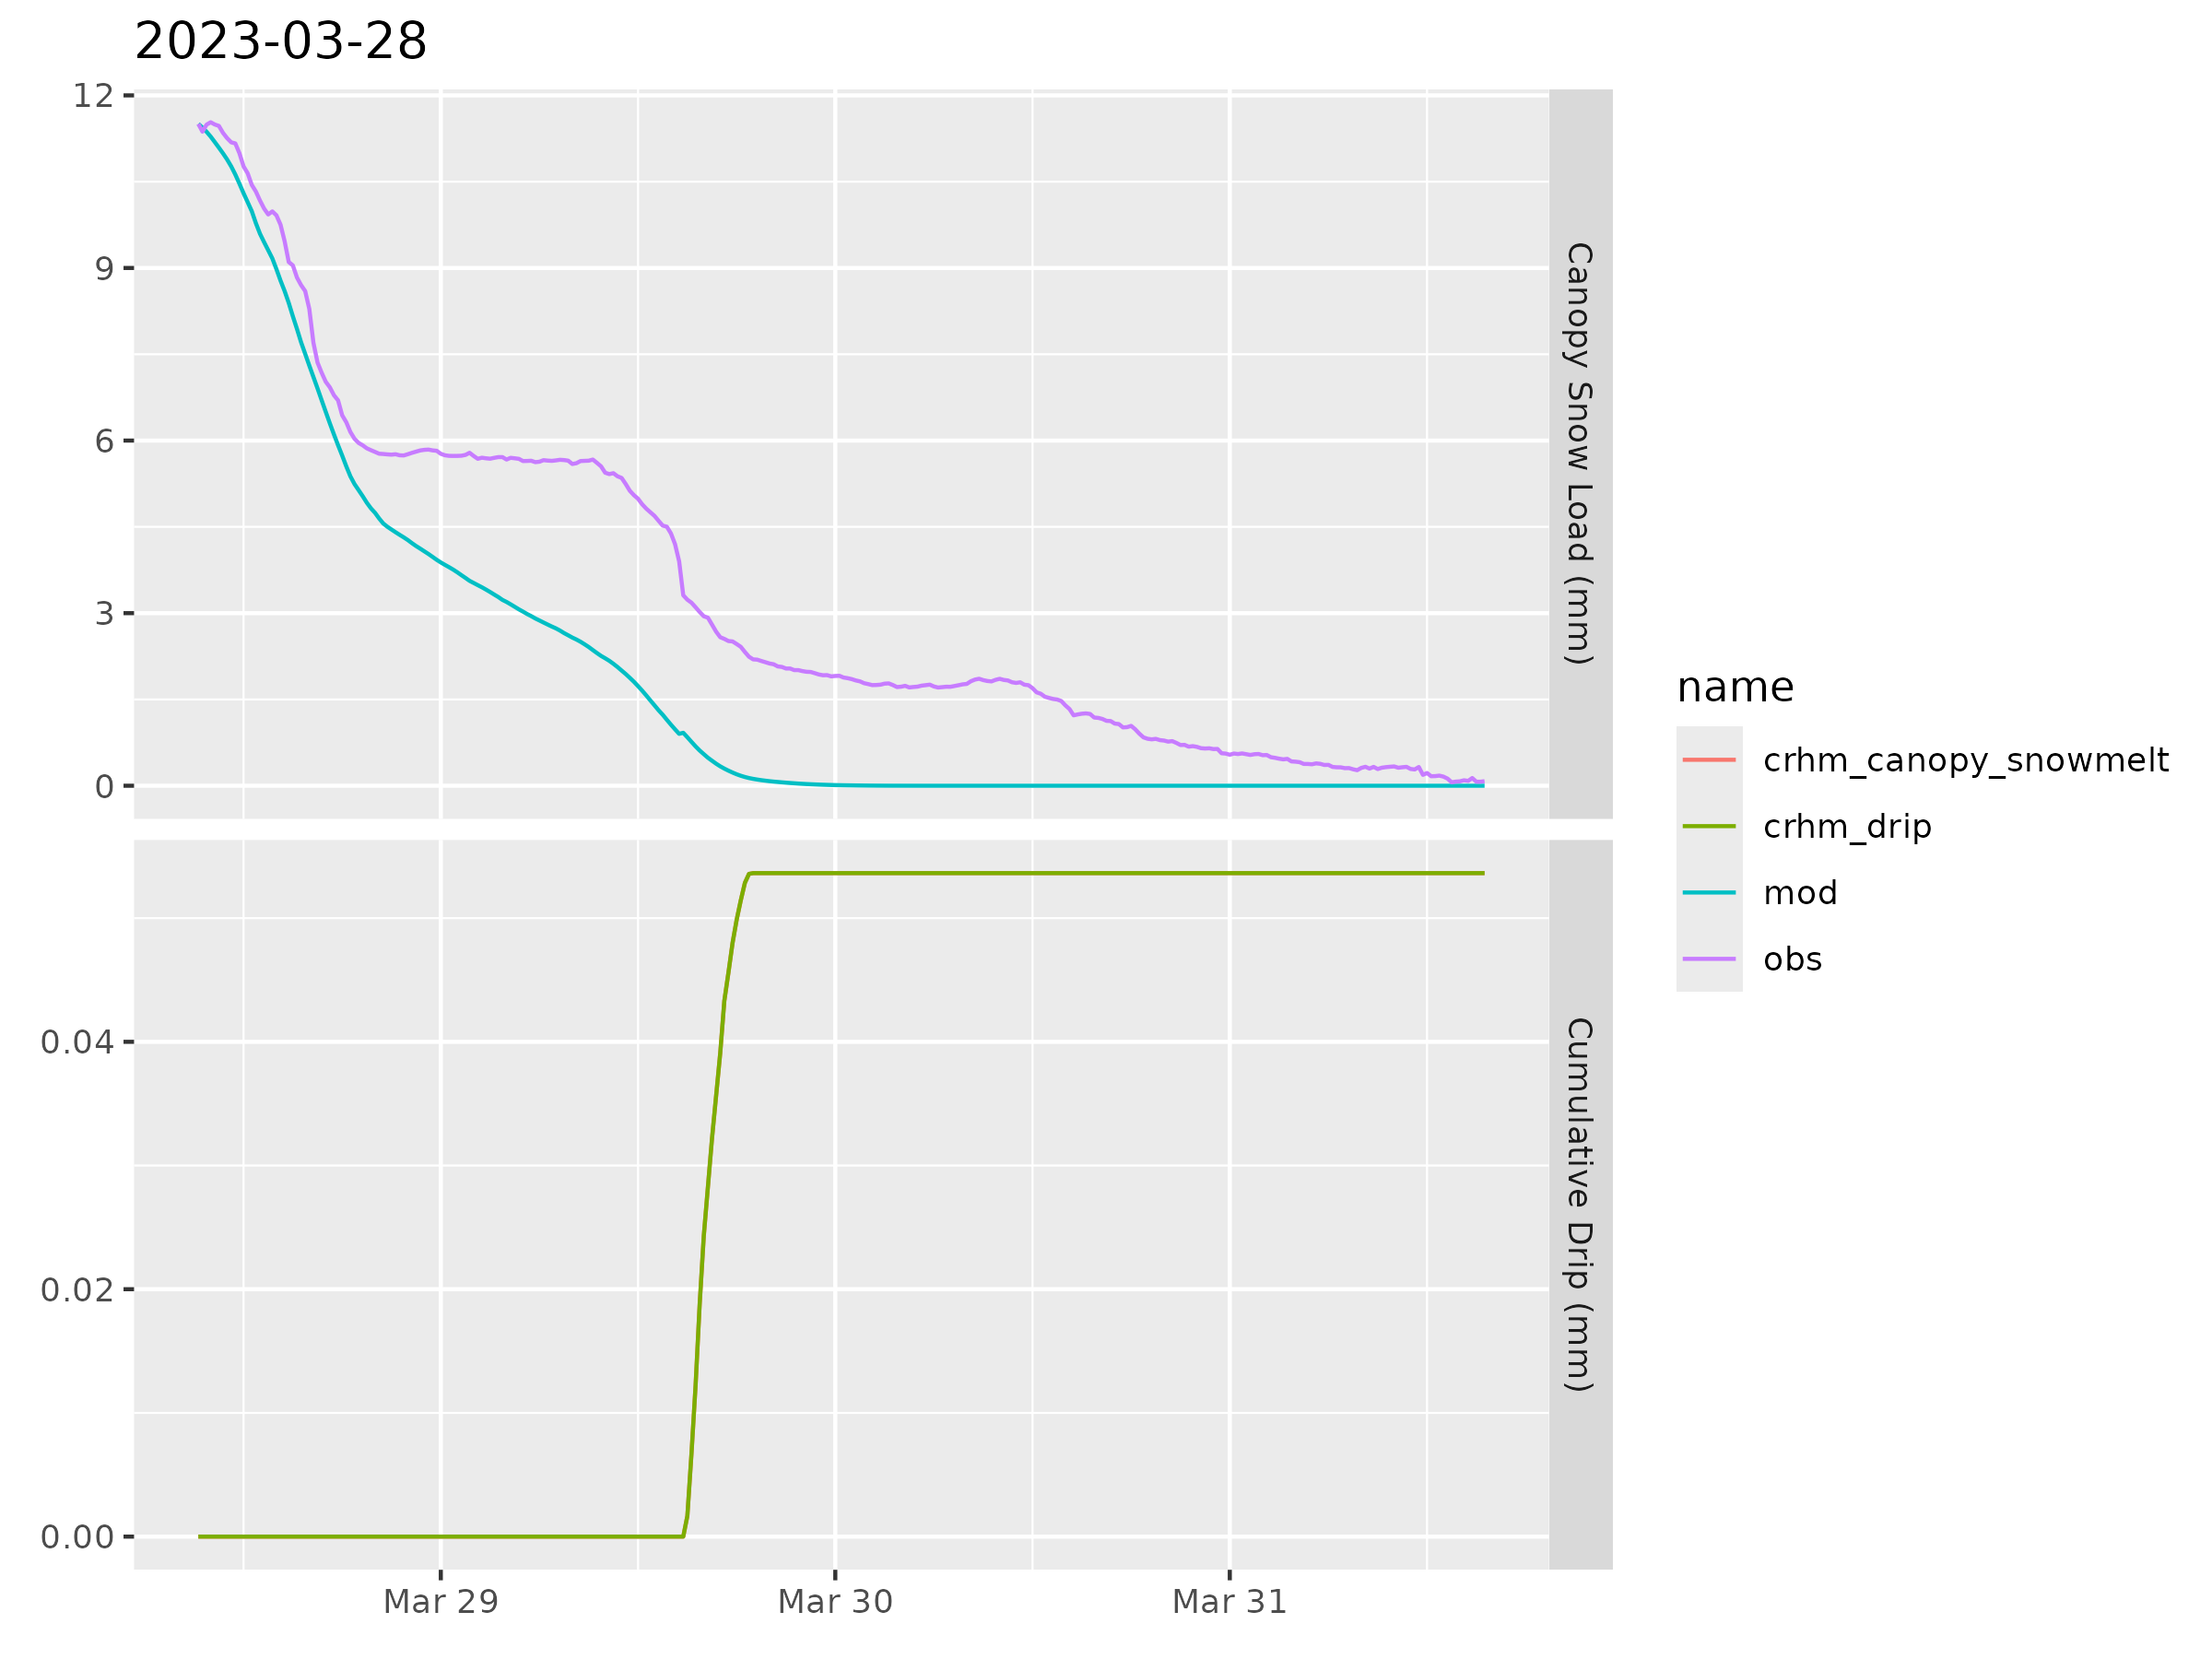 2023-03-28
12
9
6
3
0
Canopy Snow Load (mm)
0.04
0.02
0.00
Cumulative Drip (mm)
Mar 29
Mar 30
Mar 31
name
crhm_canopy_snowmelt
crhm_drip
mod
obs